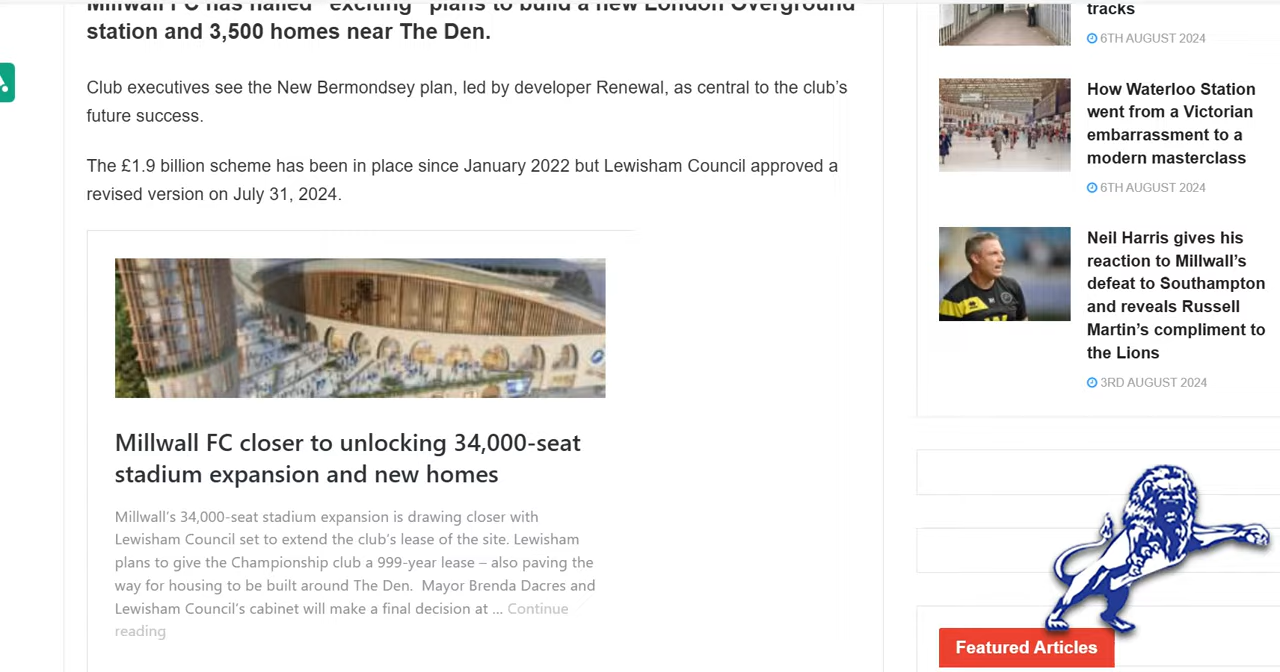 Millwall FC has hailed "exciting" plans to build a new London Overground
station and 3,500 homes near The Den.
Club executives see the New Bermondsey plan, led by developer Renewal, as central to the club's
future success.
The £1.9 billion scheme has been in place since January 2022 but Lewisham Council approved a
revised version on July 31, 2024.
Millwall FC closer to unlocking 34,000-seat
stadium expansion and new homes
Millwall's 34,000-seat stadium expansion is drawing closer with
Lewisham Council set to extend the club's lease of the site. Lewisham
plans to give the Championship club a 999-year lease – also paving the
way for housing to be built around The Den.  Mayor Brenda Dacres and
Lewisham Council's cabinet will make a final decision at ... Continue
reading
tracks
6TH AUGUST 2024
How Waterloo Station
went from a Victorian
embarrassment to a
modern masterclass
6TH AUGUST 2024
Neil Harris gives his
reaction to Millwall's
defeat to Southampton
and reveals Russell
Martin's compliment to
the Lions
3RD AUGUST 2024
Featured Articles